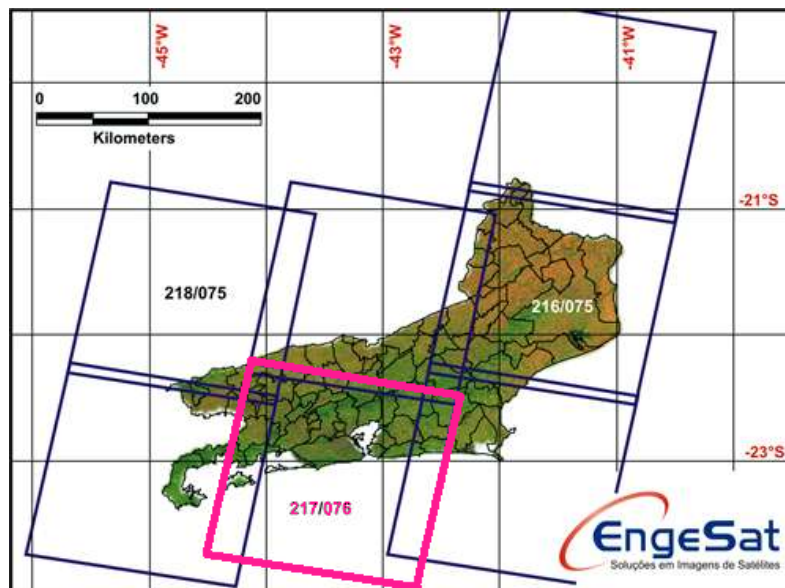 -45°W
-43°W
-41°W
0 100 200
Kilometers
-21°S
218/075
216/075
-23°S
217/076
EngeSat
Soluções em Imagens de Satélites